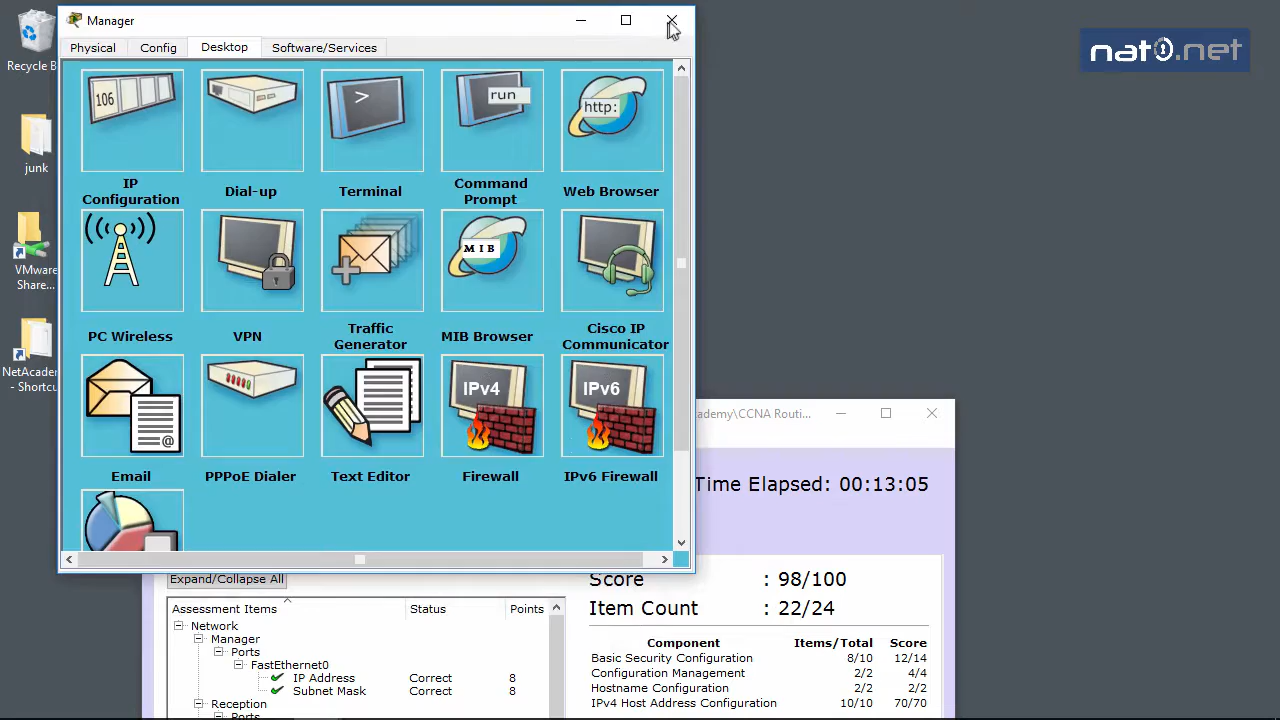 Manager
Recycle B
nat0.net
Physical
Config
Desktop
Software/Services
106
>
run
http:
junk
IP
Configuration
Dial-up
Terminal
Command
Prompt
Web Browser
MIB
VMware
Share...
PC Wireless
VPN
Traffic
Generator
MIB Browser
Cisco IP
Communicator
NetAcade
- Shortcu
@
IPv4
IPv6
Email
PPPoE Dialer
Text Editor
Firewall
IPv6 Firewall
ademy\CCNA Routi...
Time Elapsed: 00:13:05
Expand/Collapse All
Score : 98/100
Item Count : 22/24
Assessment Items Status Points
Network
Manager
Ports
FastEthernet0
IP Address Correct 8
Subnet Mask Correct 8
Reception
Ports
Component Items/Total Score
Basic Security Configuration 8/10 12/14
Configuration Management 2/2 4/4
Hostname Configuration 2/2 2/2
IPv4 Host Address Configuration 10/10 70/70